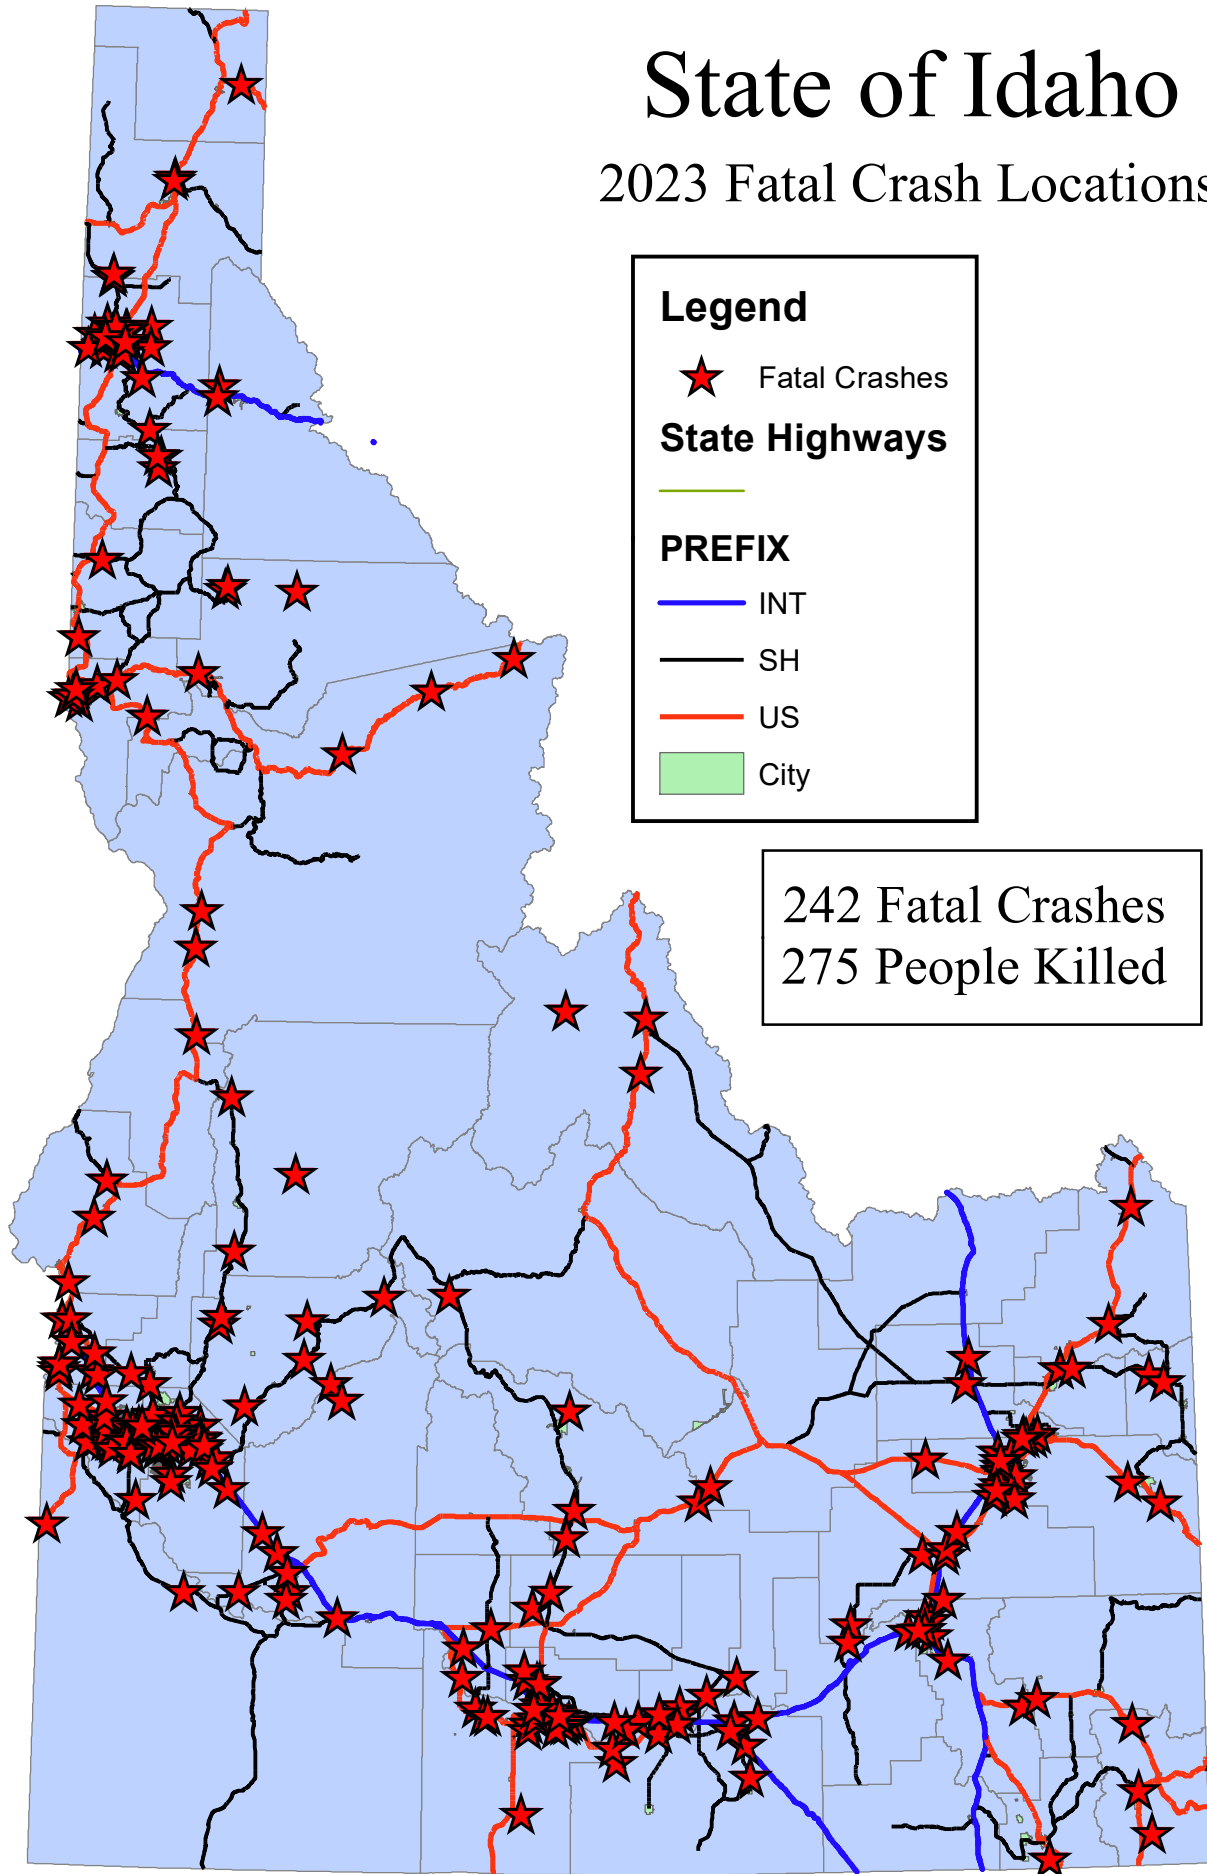 State of Idaho
2023 Fatal Crash Locations
Legend
Fatal Crashes
State Highways
PREFIX
INT
SH
US
City
242 Fatal Crashes
275 People Killed